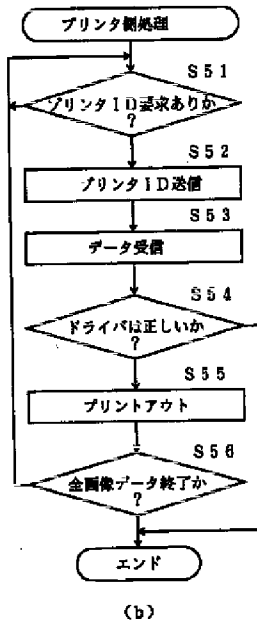 プリンタ側処理
S51
プリンタID要求ありか
?
S52
プリンタID送信
S53
データ受信
S54
ドライバは正しいか
?
S55
プリントアウト
S56
全画像データ終了か
?
エンド
(b)